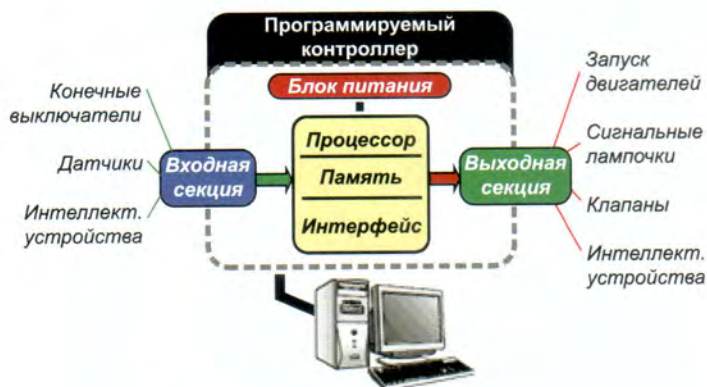 Программируемый
контроллер
Блок питания
Конечные
выключатели
Датчики
Интеллект.
устройства
Входная
секция
Процессор
Память
Интерфейс
Выходная
секция
Запуск
двигателей
Сигнальные
лампочки
Клапаны
Интеллект.
устройства